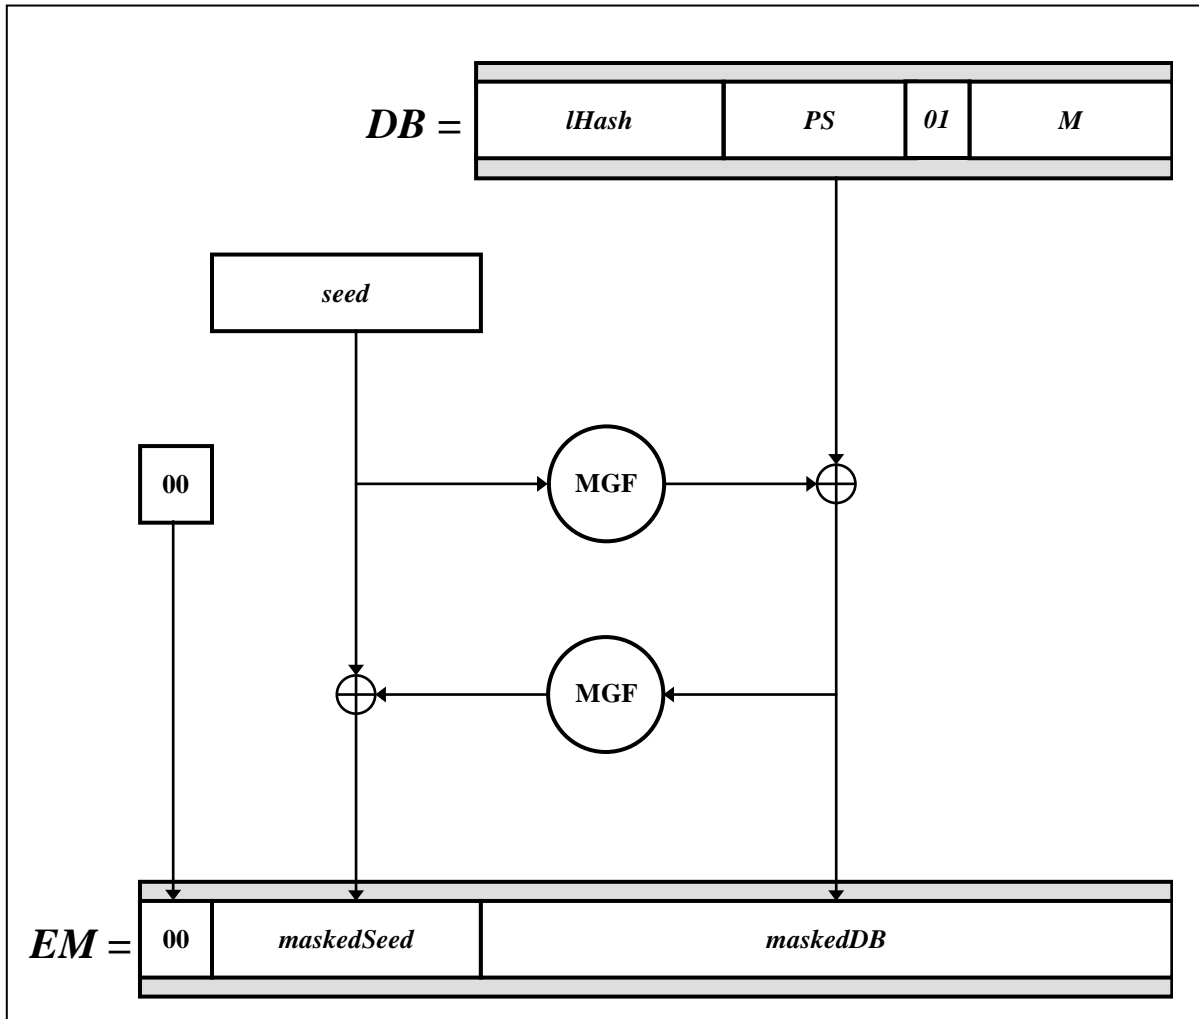 DB = lHash PS 01 M
seed
00 MGF
MGF
EM = 00 maskedSeed maskedDB